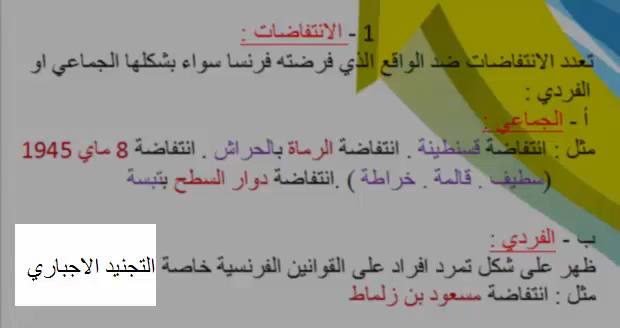 1 - الانتفاضات :
تعدد الانتفاضات ضد الواقع الذي فرضته فرنسا سواء بشكلها الجماعي او
الفردي :
أ - الجماعي :
مثل : انتفاضة قسنطينة . انتفاضة الرماة بالحراش . انتفاضة 8 ماي 1945
(سطيف . قالمة . خراطة ) .انتفاضة دوار السطح بتبسة
ب - الفردي :
ظهر على شكل تمرد افراد على القوانين الفرنسية خاصة التجنيد الاجباري
مثل : انتفاضة مسعود بن زلماط